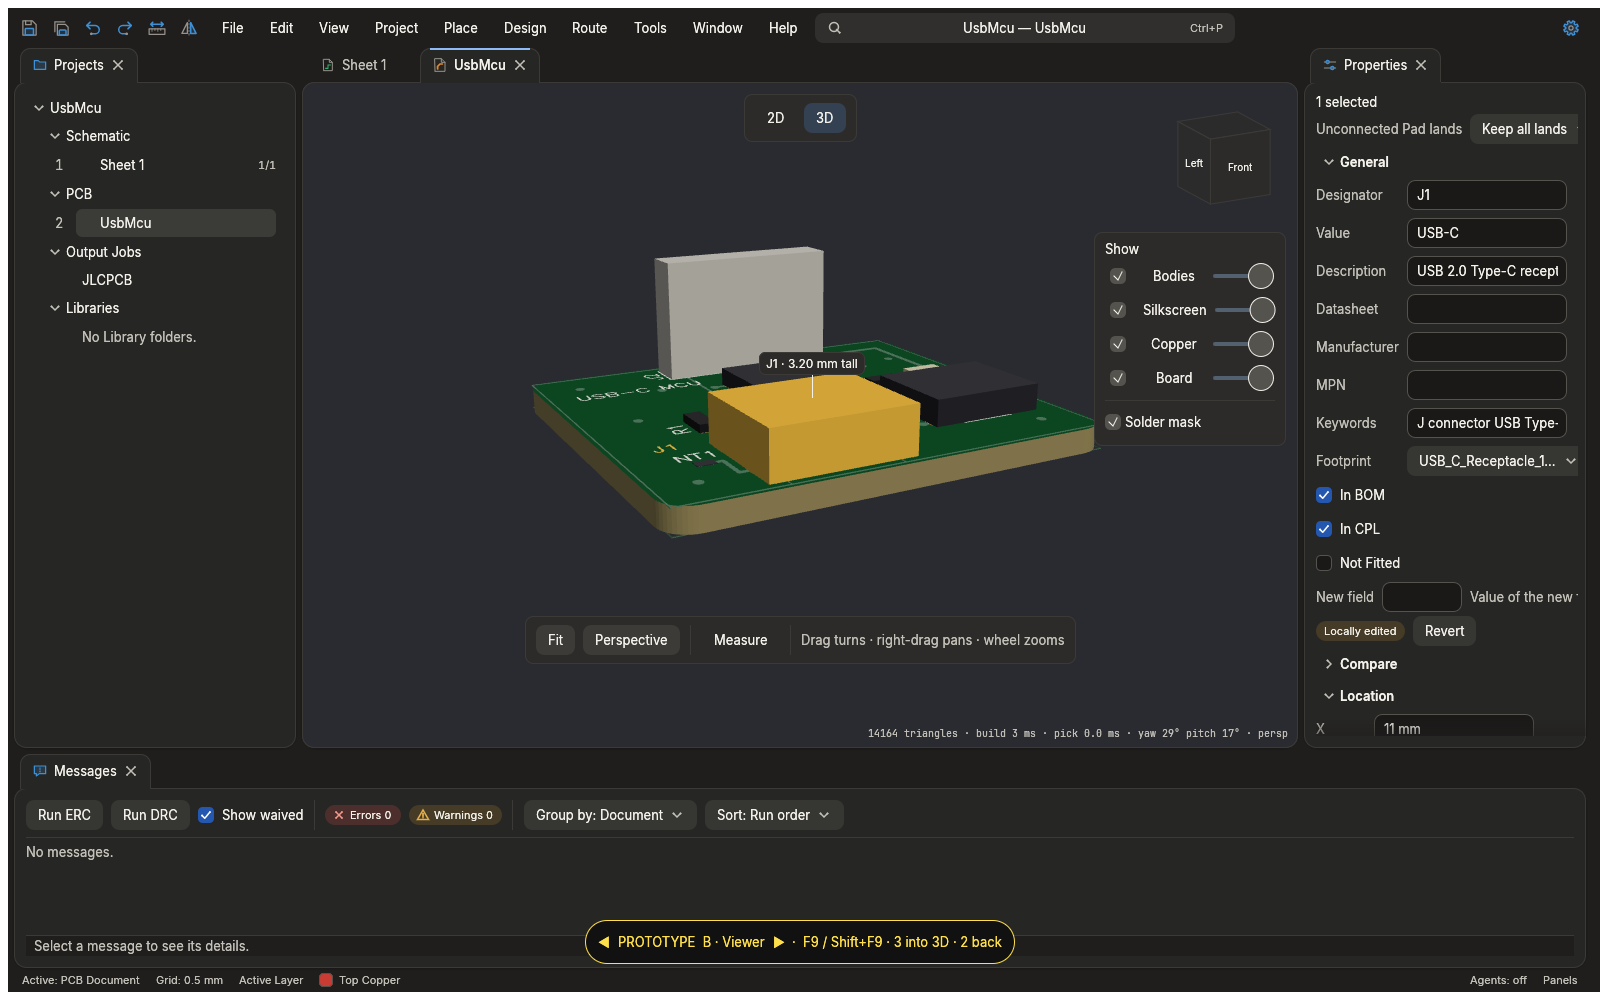 File Edit View Project Place Design Route Tools Window Help
UsbMcu — UsbMcu Ctrl+P
Projects
UsbMcu
Schematic
1 Sheet 1 1/1
PCB
2 UsbMcu
Output Jobs
JLCPCB
Libraries
No Library folders.
Sheet 1
UsbMcu
2D 3D
Left Front
Show
Bodies
Silkscreen
Copper
Board
Solder mask
J1 · 3.20 mm tall
USB-C MCU
R1
J1
NT1
Fit Perspective Measure Drag turns · right-drag pans · wheel zooms
14164 triangles · build 3 ms · pick 0.0 ms · yaw 29° pitch 17° · persp
Properties
1 selected
Unconnected Pad lands Keep all lands
General
Designator J1
Value USB-C
Description USB 2.0 Type-C recept
Datasheet
Manufacturer
MPN
Keywords J connector USB Type-
Footprint USB_C_Receptacle_1...
In BOM
In CPL
Not Fitted
New field Value of the new
Locally edited Revert
Compare
Location
X 11 mm
Messages
Run ERC Run DRC Show waived Errors 0 Warnings 0 Group by: Document Sort: Run order
No messages.
Select a message to see its details.
◀ PROTOTYPE B · Viewer ▶ · F9 / Shift+F9 · 3 into 3D · 2 back
Active: PCB Document Grid: 0.5 mm Active Layer Top Copper Agents: off Panels